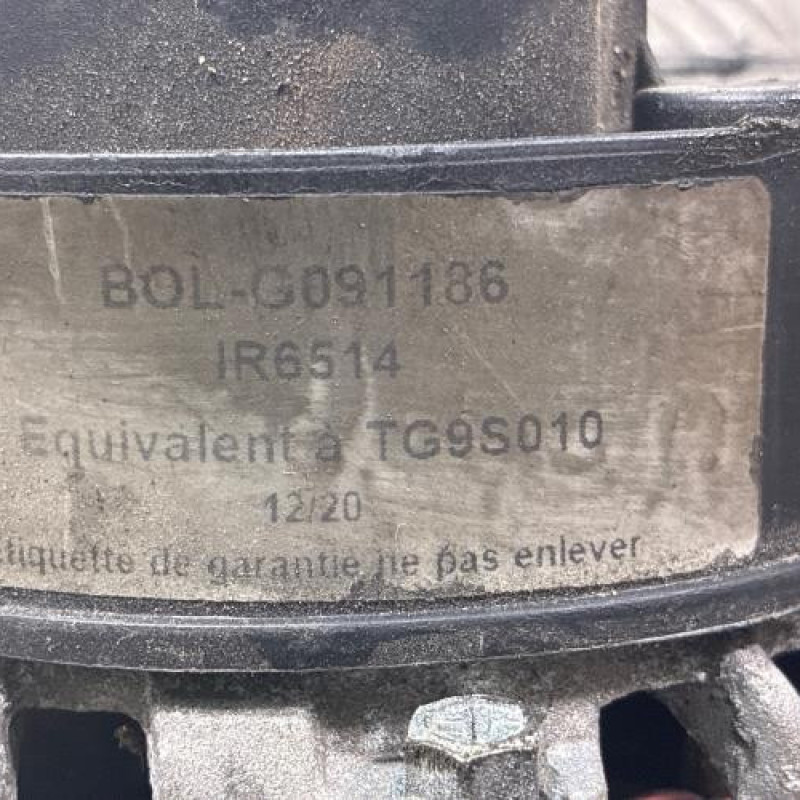 BOL-G091186
IR6514
Equivalent à TG9S010
12/20
tiquette de garantie ne pas enlever